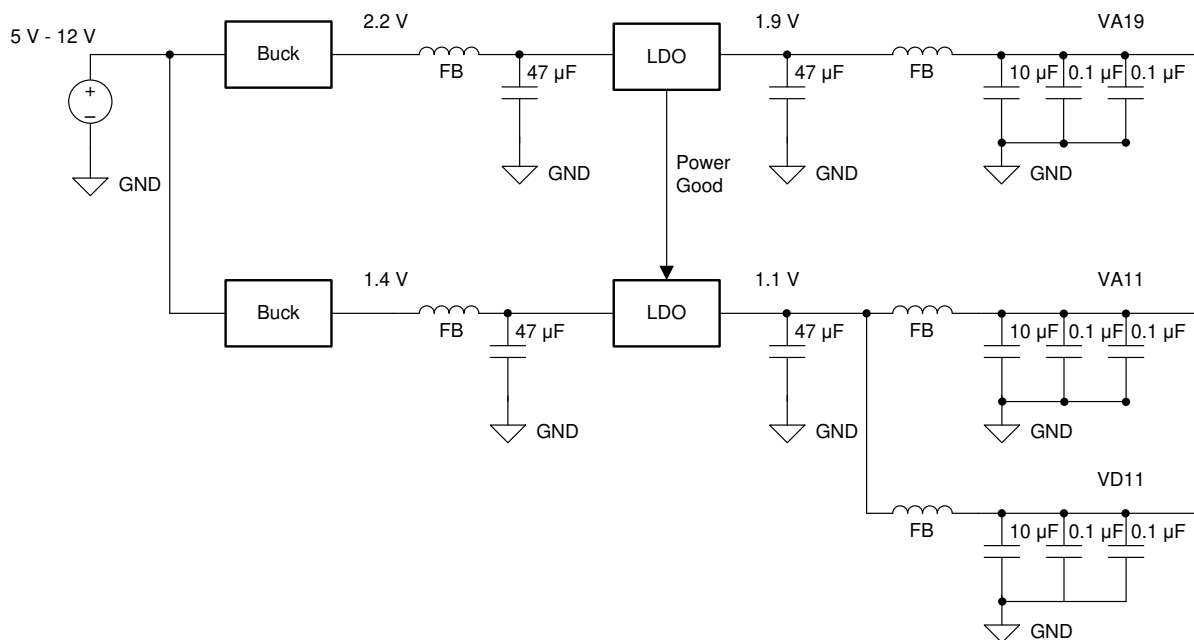 5 V - 12 V
+
−
GND
Buck
2.2 V
FB
47 µF
GND
LDO
Power
Good
1.9 V
47 µF
GND
FB
VA19
10 µF
0.1 µF
0.1 µF
GND
Buck
1.4 V
FB
47 µF
GND
LDO
1.1 V
47 µF
GND
FB
VA11
10 µF
0.1 µF
0.1 µF
GND
VD11
FB
10 µF
0.1 µF
0.1 µF
GND